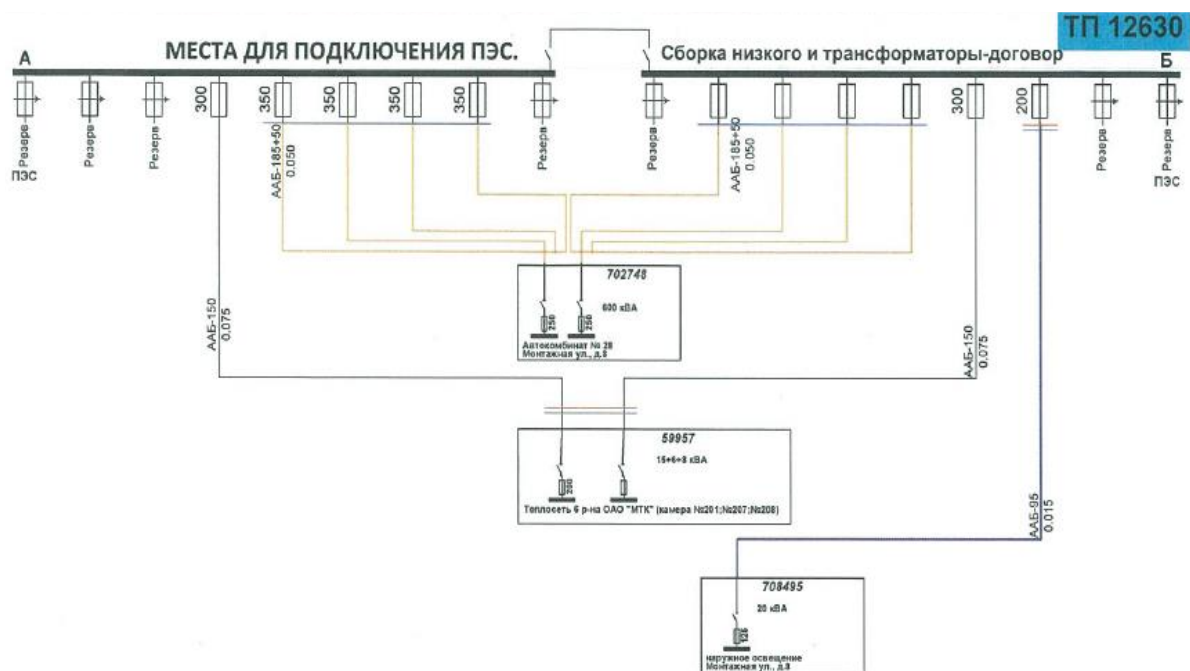 ТП 12630
МЕСТА ДЛЯ ПОДКЛЮЧЕНИЯ ПЭС.
Сборка низкого и трансформаторы-договор
А
Б
300
350
350
350
350
300
200
Резерв
Резерв
Резерв
Резерв
Резерв
Резерв
Резерв
ПЭС
ПЭС
ААБ-185+50
0.050
ААБ-185+50
0.050
ААБ-150
0.075
ААБ-150
0.075
ААБ-95
0.015
702748
600 кВА
250
250
Автокомбинат № 28
Монтажная ул., д.8
59957
15+6+8 кВА
200
Теплосеть 6 р-на ОАО "МТК" (камера №201;№207;№208)
708495
20 кВА
125
наружное освещение
Монтажная ул., д.8